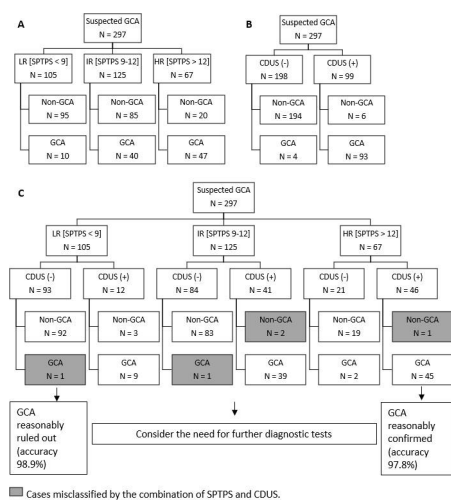 A
Suspected GCA
N = 297
LR [SPTPS < 9]
N = 105
IR [SPTPS 9-12]
N = 125
HR [SPTPS > 12]
N = 67
Non-GCA
N = 95
Non-GCA
N = 85
Non-GCA
N = 20
GCA
N = 10
GCA
N = 40
GCA
N = 47
B
Suspected GCA
N = 297
CDUS (-)
N = 198
CDUS (+)
N = 99
Non-GCA
N = 194
Non-GCA
N = 6
GCA
N = 4
GCA
N = 93
C
Suspected GCA
N = 297
LR [SPTPS < 9]
N = 105
IR [SPTPS 9-12]
N = 125
HR [SPTPS > 12]
N = 67
CDUS (-)
N = 93
CDUS (+)
N = 12
CDUS (-)
N = 84
CDUS (+)
N = 41
CDUS (-)
N = 21
CDUS (+)
N = 46
Non-GCA
N = 92
Non-GCA
N = 3
Non-GCA
N = 83
Non-GCA
N = 2
Non-GCA
N = 19
Non-GCA
N = 1
GCA
N = 1
GCA
N = 9
GCA
N = 1
GCA
N = 39
GCA
N = 2
GCA
N = 45
GCA
reasonably
ruled out
(accuracy
98.9%)
Consider the need for further diagnostic tests
GCA
reasonably
confirmed
(accuracy
97.8%)
Cases misclassified by the combination of SPTPS and CDUS.